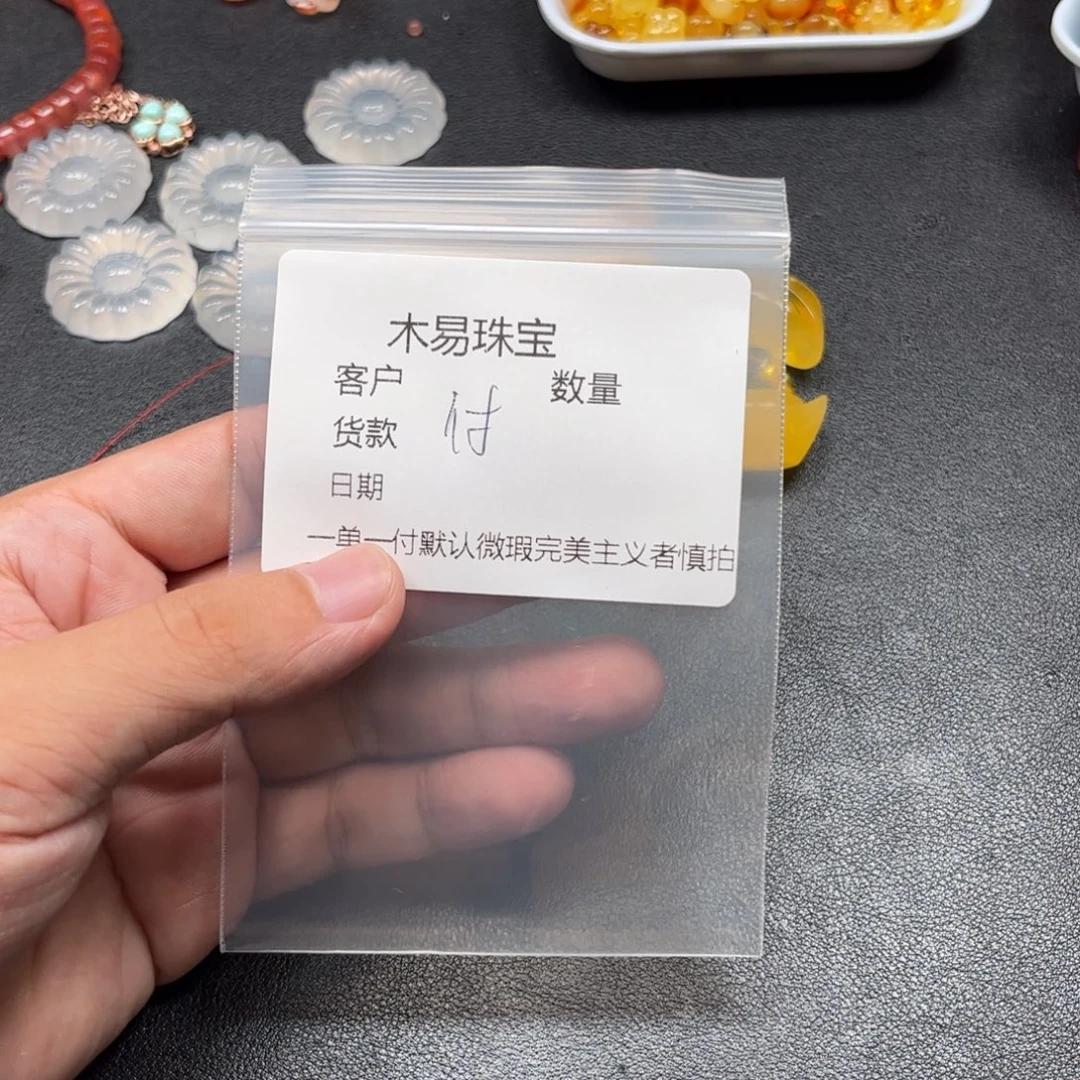 木易珠宝
客户 数量
货款 付
日期
一单一付默认微瑕完美主义者慎拍